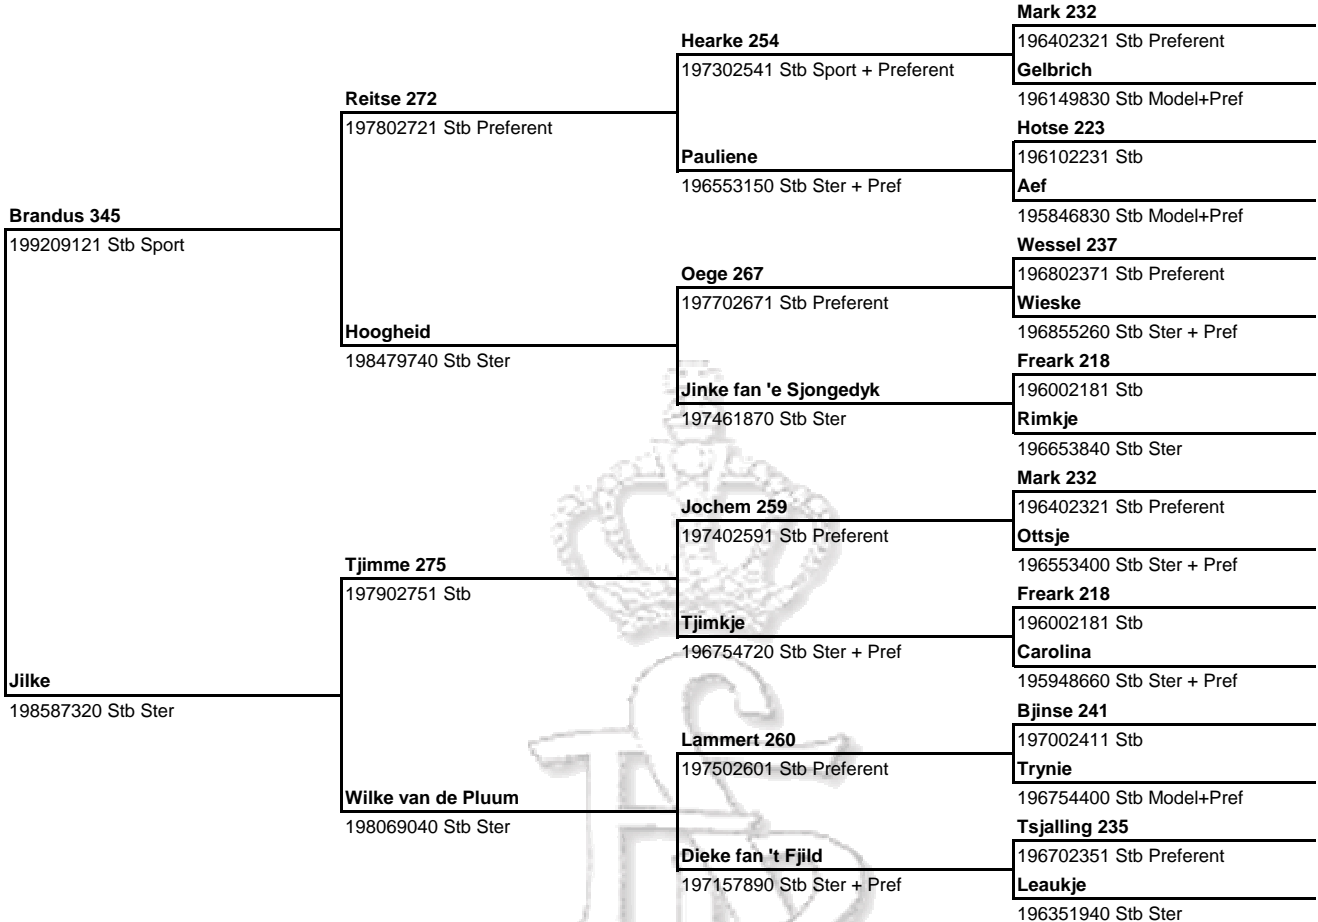 Mark 232
Hearke 254
196402321 Stb Preferent
197302541 Stb Sport + Preferent
Gelbrich
Reitse 272
196149830 Stb Model+Pref
197802721 Stb Preferent
Hotse 223
Pauliene
196102231 Stb
196553150 Stb Ster + Pref
Aef
Brandus 345
195846830 Stb Model+Pref
199209121 Stb Sport
Wessel 237
Oege 267
196802371 Stb Preferent
197702671 Stb Preferent
Wieske
Hoogheid
196855260 Stb Ster + Pref
198479740 Stb Ster
Freark 218
Jinke fan 'e Sjongedyk
196002181 Stb
197461870 Stb Ster
Rimkje
196653840 Stb Ster
Mark 232
Jochem 259
196402321 Stb Preferent
197402591 Stb Preferent
Ottsje
Tjimme 275
196553400 Stb Ster + Pref
197902751 Stb
Freark 218
Tjimkje
196002181 Stb
196754720 Stb Ster + Pref
Carolina
Jilke
195948660 Stb Ster + Pref
198587320 Stb Ster
Bjinse 241
Lammert 260
197002411 Stb
197502601 Stb Preferent
Trynie
Wilke van de Pluum
196754400 Stb Model+Pref
198069040 Stb Ster
Tsjalling 235
Dieke fan 't Fjild
196702351 Stb Preferent
197157890 Stb Ster + Pref
Leaukje
196351940 Stb Ster